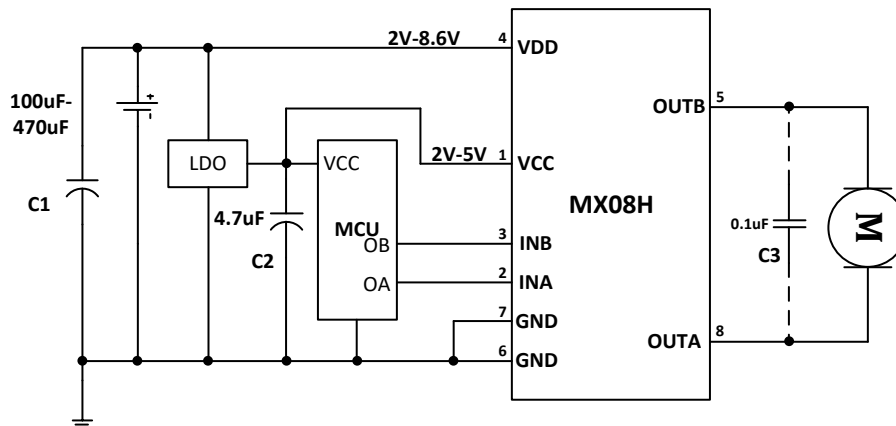 2V-8.6V
4
VDD
100uF-
470uF
+
-
5
OUTB
LDO
VCC
2V-5V
1
VCC
C1
4.7uF
C2
MCU
MX08H
OB
3
INB
0.1uF
C3
M
OA
2
INA
7
GND
OUTA
8
6
GND